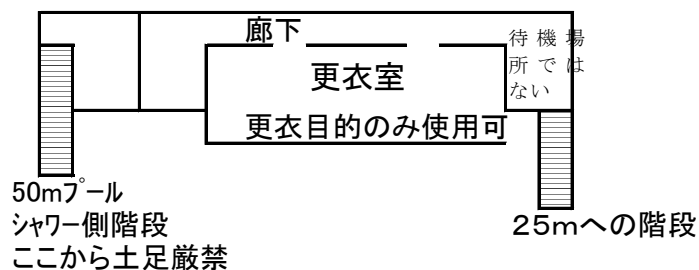 廊下
待機場
所では
ない
更衣室
更衣目的のみ使用可
50mプール
シャワー側階段
ここから土足厳禁
25mへの階段